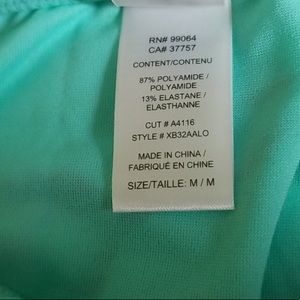 RN# 99064
CA# 37757
CONTENT/CONTENU
87% POLYAMIDE /
POLYAMIDE
13% ELASTANE /
ELASTHANNE
CUT # A4116
STYLE # XB32AALO
MADE IN CHINA /
FABRIQUÉ EN CHINE
SIZE/TAILLE: M / M